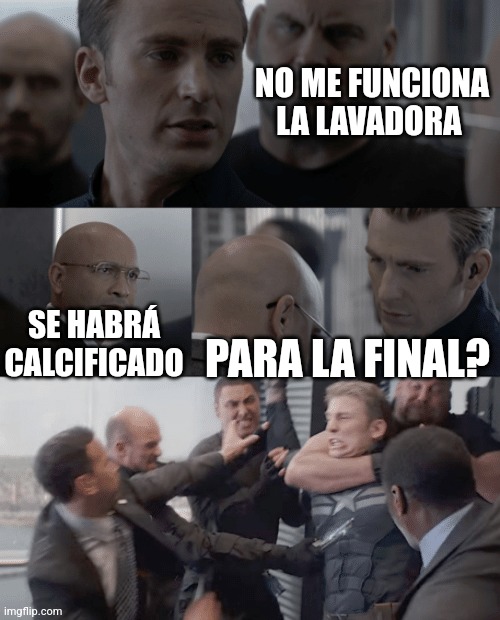 NO ME FUNCIONA
LA LAVADORA
SE HABRÁ
CALCIFICADO
PARA LA FINAL?
imgflip.com